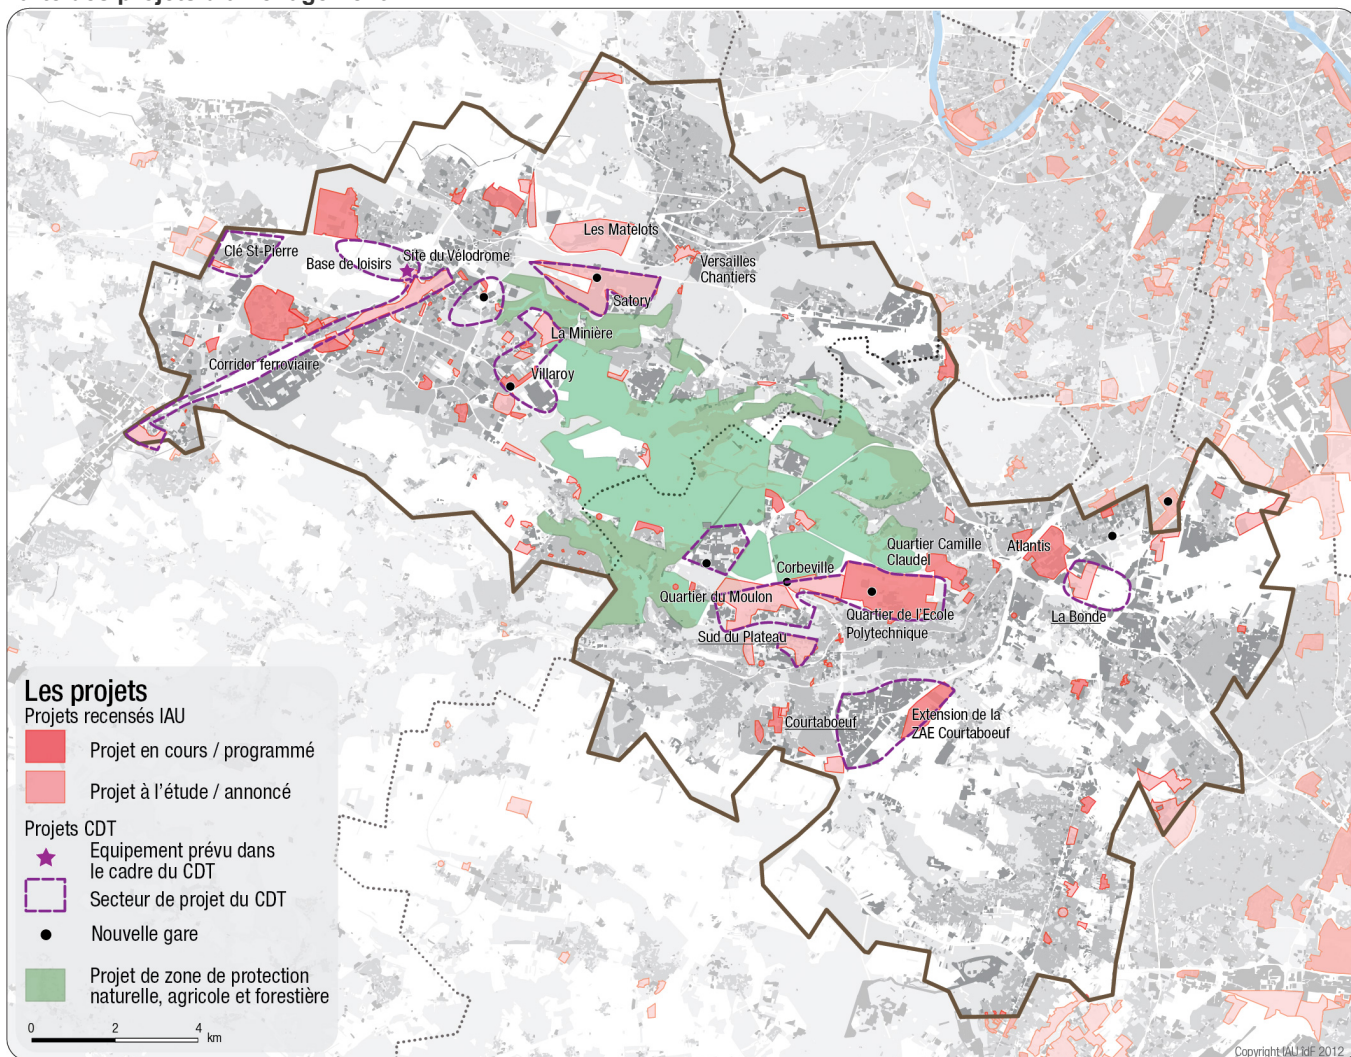 Clé St-Pierre
Base de loisirs
Site du Vélodrome
Les Matelots
Versailles
Chantiers
Satory
La Minière
Villaroy
Corridor ferroviaire
Quartier Camille
Claudel
Atlantis
Corbeville
Quartier du Moulon
Quartier de l'Ecole
Polytechnique
La Bonde
Sud du Plateau
Courtaboeuf
Extension de la
ZAE Courtaboeuf
Les projets
Projets recensés IAU
Projet en cours / programmé
Projet à l'étude / annoncé
Projets CDT
Equipement prévu dans
le cadre du CDT
Secteur de projet du CDT
Nouvelle gare
Projet de zone de protection
naturelle, agricole et forestière
0 2 4
km
Copyright IAU îdF 2012